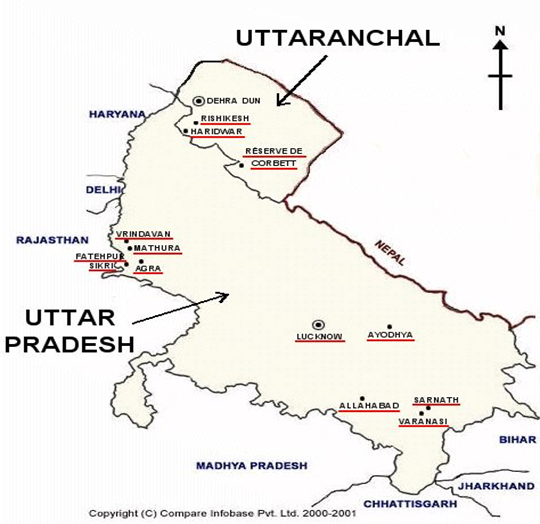 UTTARANCHAL
N
HARYANA
DEHRA DUN
RISHIKESH
HARIDWAR
RÉSERVE DE
CORBETT
DELHI
RAJASTHAN
VRINDAVAN
MATHURA
FATEHPUR
SIKRI
AGRA
NEPAL
UTTAR
PRADESH
LUCKNOW
AYODHYA
ALLAHABAD
SARNATH
VARANASI
BIHAR
MADHYA PRADESH
JHARKHAND
CHHATTISGARH
Copyright (C) Compare Infobase Pvt. Ltd. 2000-2001